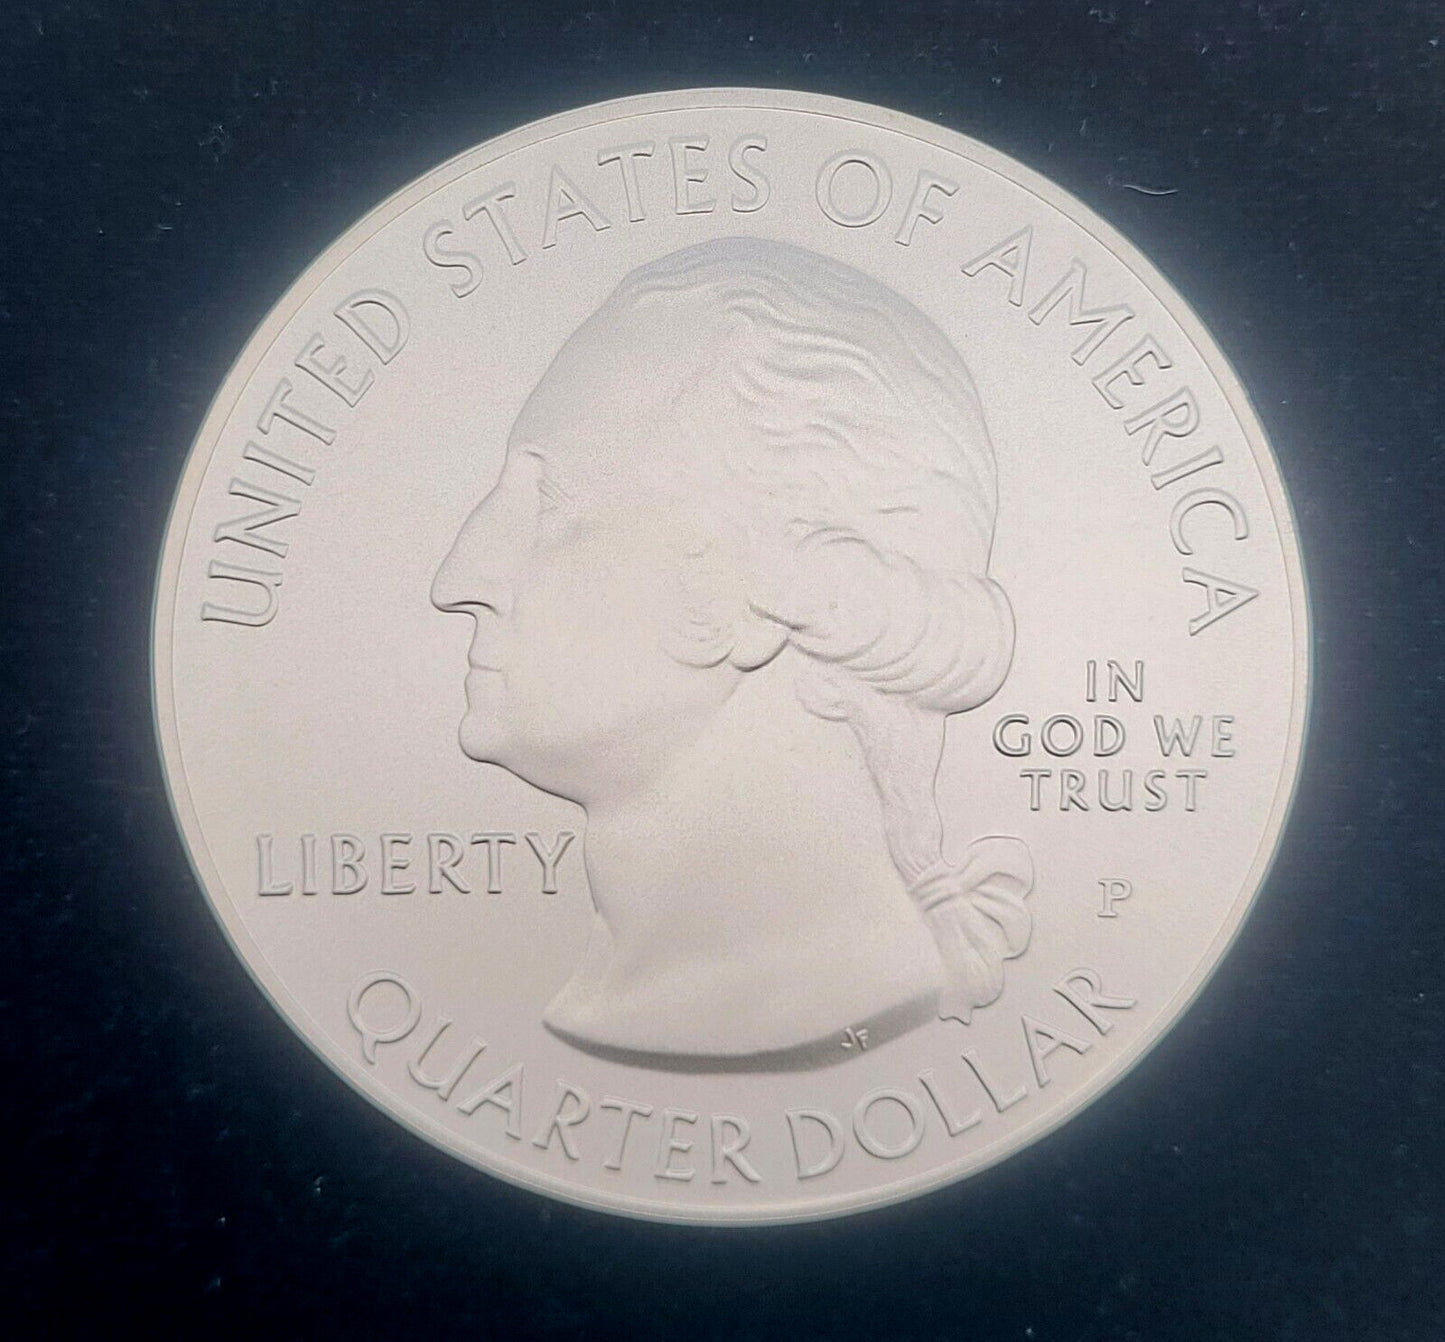 UNITED STATES OF AMERICA
IN
GOD WE
TRUST
LIBERTY
P
JF
QUARTER DOLLAR